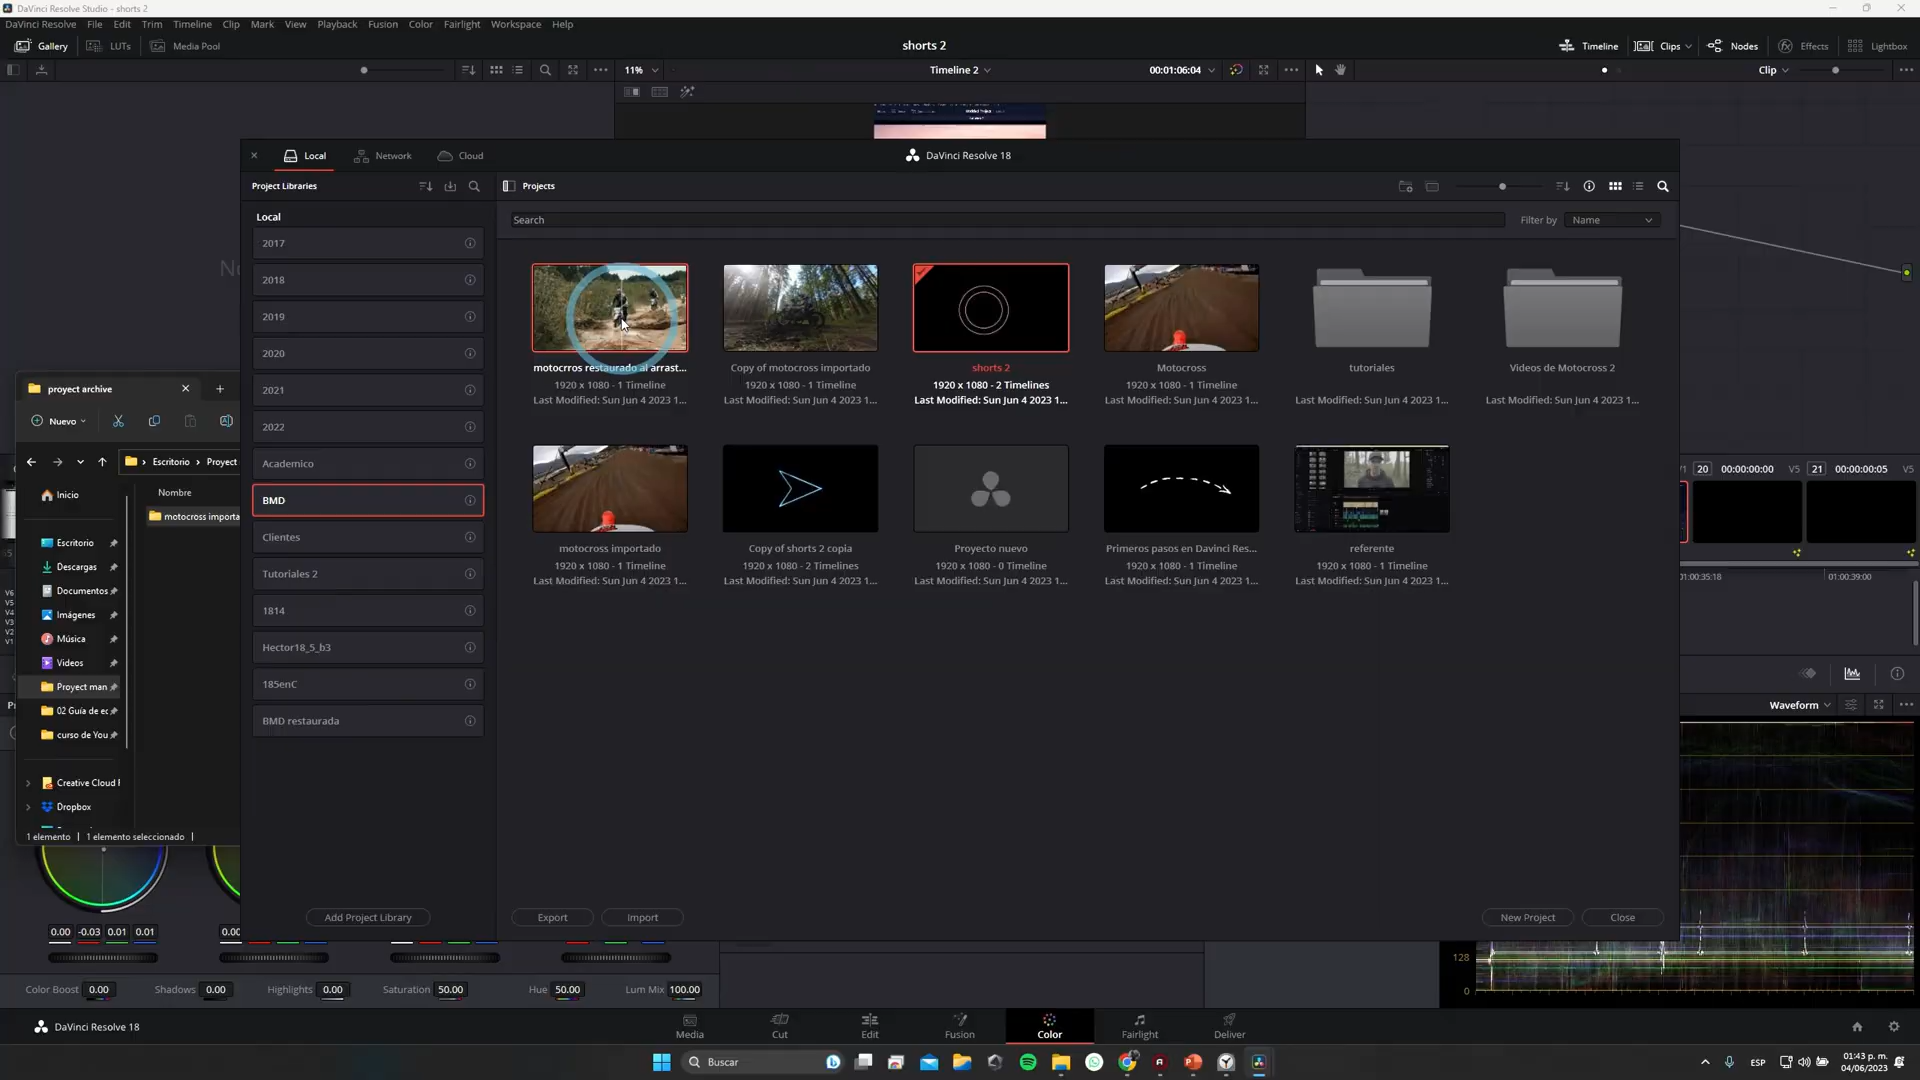 DaVinci Resolve Studio - shorts 2
DaVinci Resolve File Edit Trim Timeline Clip Mark View Playback Fusion Color Fairlight Workspace Help
Gallery LUTs Media Pool shorts 2 Timeline Clips Nodes Effects Lightbox
11% Timeline 2 00:01:06:04 Clip
Local Network Cloud DaVinci Resolve 18
Project Libraries Projects
Local
Search Filter by Name
2017
2018
2019
2020
2021
2022
Academico
BMD
Clientes
Tutoriales 2
1814
Hector18_5_b3
185enC
BMD restaurada
Add Project Library
motocrros restaurado al arrast... Copy of motocross importado shorts 2 Motocross tutoriales Videos de Motocross 2
1920 x 1080 - 1 Timeline 1920 x 1080 - 1 Timeline 1920 x 1080 - 2 Timelines 1920 x 1080 - 1 Timeline
Last Modified: Sun Jun 4 2023 1... Last Modified: Sun Jun 4 2023 1... Last Modified: Sun Jun 4 2023 1... Last Modified: Sun Jun 4 2023 1... Last Modified: Sun Jun 4 2023 1... Last Modified: Sun Jun 4 2023 1...
motocross importado Copy of shorts 2 copia Proyecto nuevo Primeros pasos en Davinci Res... referente
1920 x 1080 - 1 Timeline 1920 x 1080 - 2 Timelines 1920 x 1080 - 0 Timeline 1920 x 1080 - 1 Timeline 1920 x 1080 - 1 Timeline
Last Modified: Sun Jun 4 2023 1... Last Modified: Sun Jun 4 2023 1... Last Modified: Sun Jun 4 2023 1... Last Modified: Sun Jun 4 2023 1... Last Modified: Sun Jun 4 2023 1...
Export Import New Project Close
proyect archive
Nuevo
Escritorio Proyect
Inicio
Nombre
motocross importa
Escritorio
Descargas
Documentos
Imágenes
Música
Videos
Proyect man
02 Guía de ec
curso de You
Creative Cloud F
Dropbox
1 elemento 1 elemento seleccionado
V6
V5
V4
V3
V2
V1
20 00:00:00:00 V5 21 00:00:00:05 V5
01:00:35:18 01:00:39:00
Waveform
128
0
0.00 -0.03 0.01 0.01 0.00
Color Boost 0.00 Shadows 0.00 Highlights 0.00 Saturation 50.00 Hue 50.00 Lum Mix 100.00
DaVinci Resolve 18 Media Cut Edit Fusion Color Fairlight Deliver
Buscar ESP 01:43 p. m.
04/06/2023